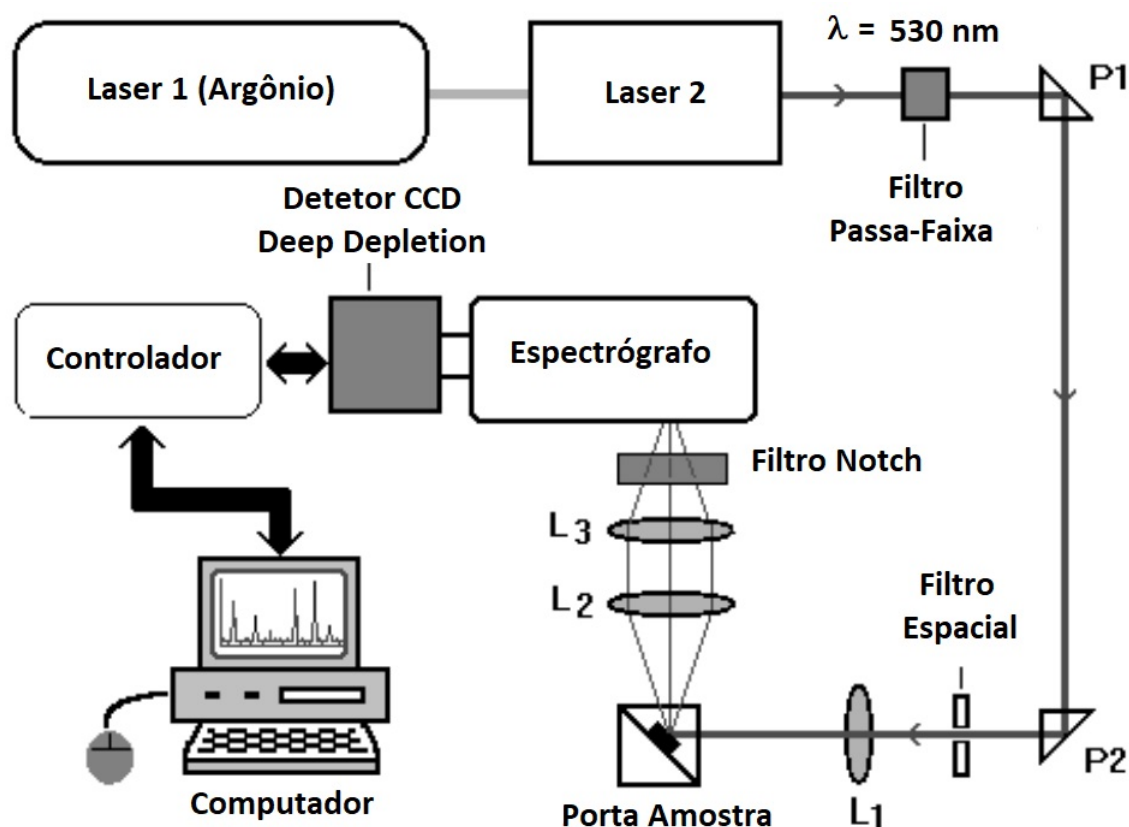 λ = 530 nm
Laser 1 (Argônio)
Laser 2
P1
Filtro
Passa-Faixa
Detetor CCD
Deep Depletion
Controlador
Espectrógrafo
Filtro Notch
L3
L2
Filtro
Espacial
P2
L1
Computador
Porta Amostra